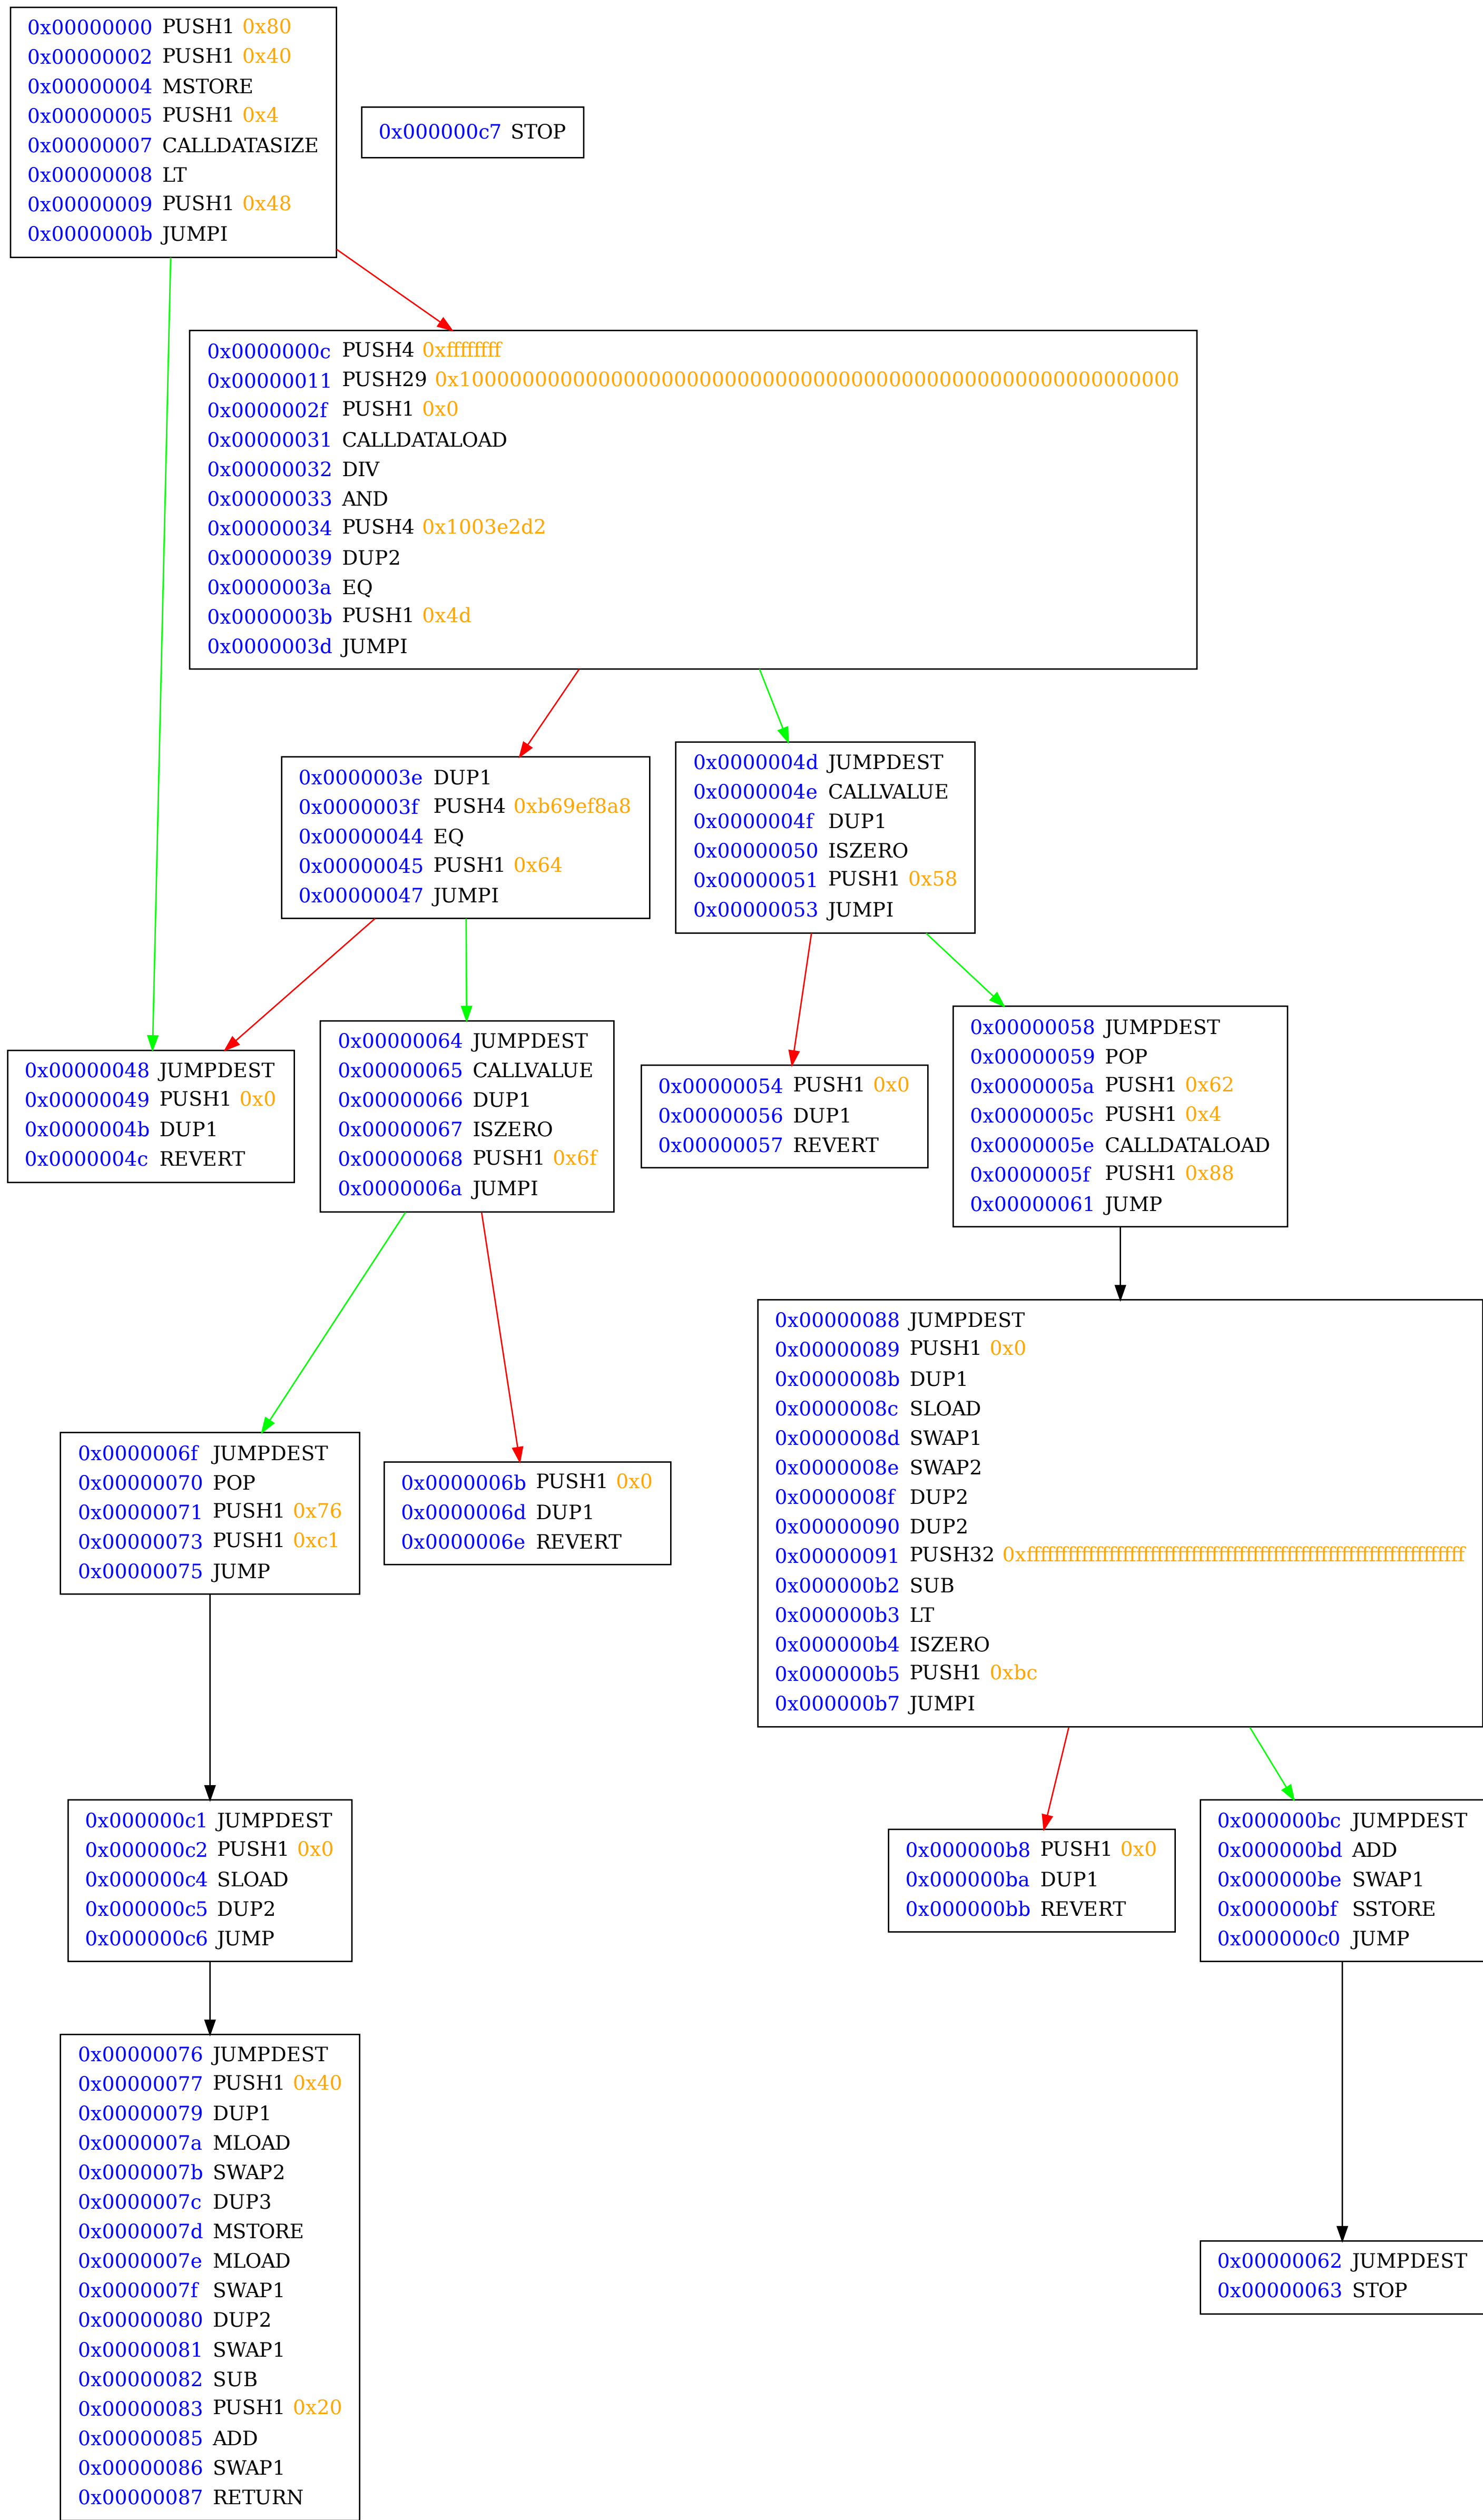 0x00000000 PUSH1 0x80
0x00000002 PUSH1 0x40
0x00000004 MSTORE
0x00000005 PUSH1 0x4
0x00000007 CALLDATASIZE
0x00000008 LT
0x00000009 PUSH1 0x48
0x0000000b JUMPI
0x000000c7 STOP
0x0000000c PUSH4 0xffffffff
0x00000011 PUSH29 0x100000000000000000000000000000000000000000000000000000000
0x0000002f PUSH1 0x0
0x00000031 CALLDATALOAD
0x00000032 DIV
0x00000033 AND
0x00000034 PUSH4 0x1003e2d2
0x00000039 DUP2
0x0000003a EQ
0x0000003b PUSH1 0x4d
0x0000003d JUMPI
0x0000003e DUP1
0x0000003f PUSH4 0xb69ef8a8
0x00000044 EQ
0x00000045 PUSH1 0x64
0x00000047 JUMPI
0x0000004d JUMPDEST
0x0000004e CALLVALUE
0x0000004f DUP1
0x00000050 ISZERO
0x00000051 PUSH1 0x58
0x00000053 JUMPI
0x00000048 JUMPDEST
0x00000049 PUSH1 0x0
0x0000004b DUP1
0x0000004c REVERT
0x00000064 JUMPDEST
0x00000065 CALLVALUE
0x00000066 DUP1
0x00000067 ISZERO
0x00000068 PUSH1 0x6f
0x0000006a JUMPI
0x00000054 PUSH1 0x0
0x00000056 DUP1
0x00000057 REVERT
0x00000058 JUMPDEST
0x00000059 POP
0x0000005a PUSH1 0x62
0x0000005c PUSH1 0x4
0x0000005e CALLDATALOAD
0x0000005f PUSH1 0x88
0x00000061 JUMP
0x0000006f JUMPDEST
0x00000070 POP
0x00000071 PUSH1 0x76
0x00000073 PUSH1 0xc1
0x00000075 JUMP
0x0000006b PUSH1 0x0
0x0000006d DUP1
0x0000006e REVERT
0x00000088 JUMPDEST
0x00000089 PUSH1 0x0
0x0000008b DUP1
0x0000008c SLOAD
0x0000008d SWAP1
0x0000008e SWAP2
0x0000008f DUP2
0x00000090 DUP2
0x00000091 PUSH32 0xffffffffffffffffffffffffffffffffffffffffffffffffffffffffffffffff
0x000000b2 SUB
0x000000b3 LT
0x000000b4 ISZERO
0x000000b5 PUSH1 0xbc
0x000000b7 JUMPI
0x000000c1 JUMPDEST
0x000000c2 PUSH1 0x0
0x000000c4 SLOAD
0x000000c5 DUP2
0x000000c6 JUMP
0x000000b8 PUSH1 0x0
0x000000ba DUP1
0x000000bb REVERT
0x000000bc JUMPDEST
0x000000bd ADD
0x000000be SWAP1
0x000000bf SSTORE
0x000000c0 JUMP
0x00000076 JUMPDEST
0x00000077 PUSH1 0x40
0x00000079 DUP1
0x0000007a MLOAD
0x0000007b SWAP2
0x0000007c DUP3
0x0000007d MSTORE
0x0000007e MLOAD
0x0000007f SWAP1
0x00000080 DUP2
0x00000081 SWAP1
0x00000082 SUB
0x00000083 PUSH1 0x20
0x00000085 ADD
0x00000086 SWAP1
0x00000087 RETURN
0x00000062 JUMPDEST
0x00000063 STOP